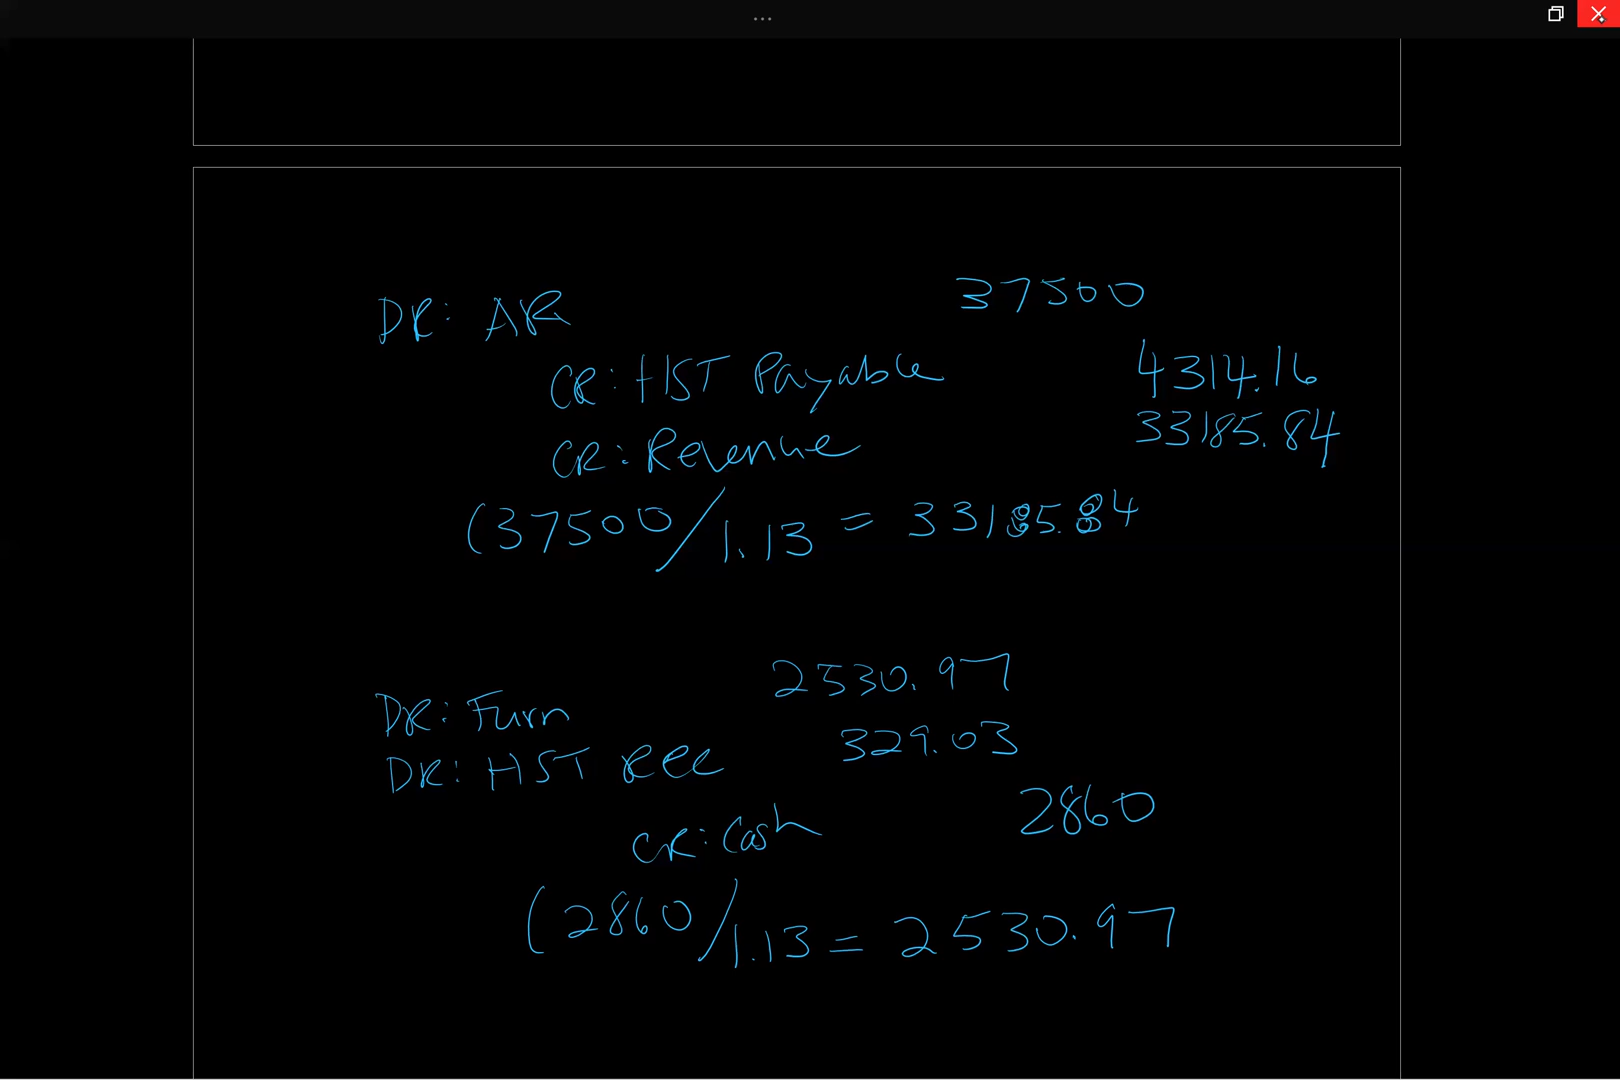 DR: AR 37500
CR: HST Payable 4314.16
CR: Revenue 33185.84
(37500/1.13 = 33185.84
DR: Furn 2530.97
DR: HST Rec 329.03
CR: Cash 2860
(2860/1.13 = 2530.97